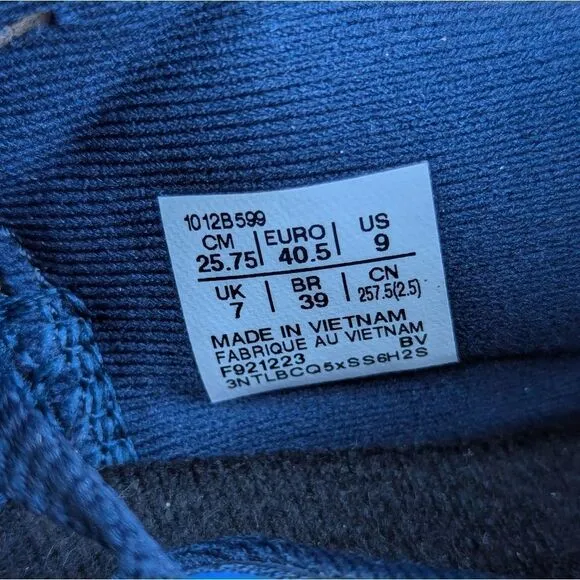 1012B599
CM | EURO | US
25.75 | 40.5 | 9
UK | BR | CN
7 | 39 | 257.5(2.5)
MADE IN VIETNAM
FABRIQUE AU VIETNAM
F921223 BV
3NTLBCQ5xSS6H2S